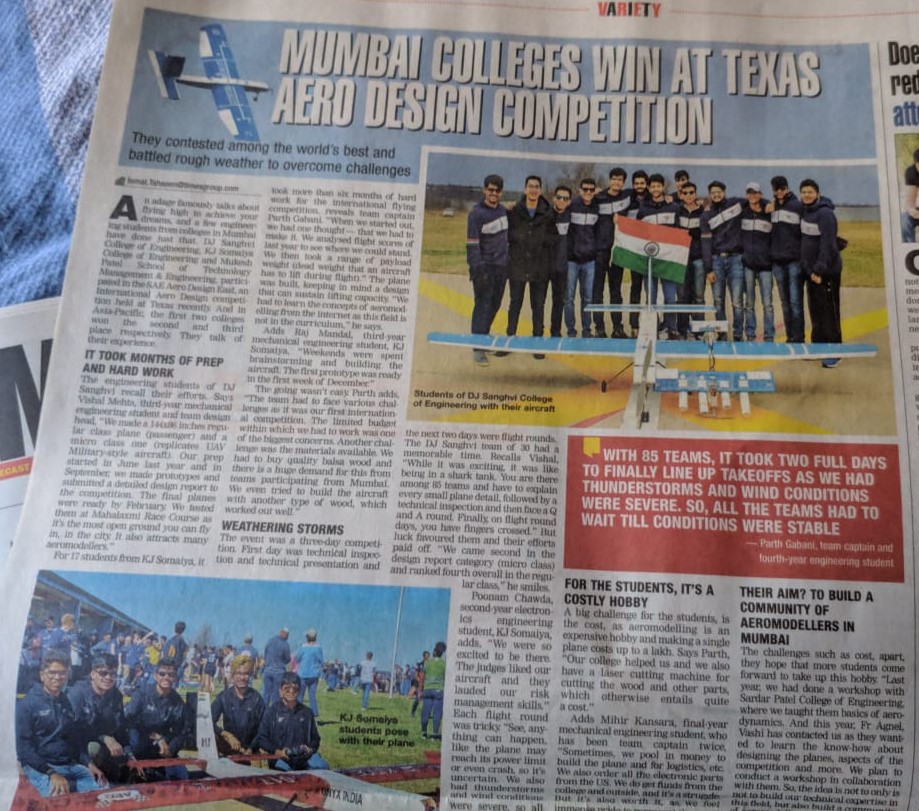 VARIETY
MUMBAI COLLEGES WIN AT TEXAS
AERO DESIGN COMPETITION
They contested among the world's best and
battled rough weather to overcome challenges
Ismat.Tahseen@timesgroup.com
An adage famously talks about
flying high to achieve your
dreams, and a few engineer-
ing students from colleges in Mumbai
have done just that. DJ Sanghvi
College of Engineering, KJ Somaiya
College of Engineering and Mukesh
Patel School of Technology
Management & Engineering, partici-
pated in the SAE Aero Design East, an
International Aero Design competi-
tion held at Texas recently. And in
Asia-Pacific, the first two colleges
won the second and third
place respectively. They talk of
their experience.
IT TOOK MONTHS OF PREP
AND HARD WORK
The engineering students of DJ
Sanghvi recall their efforts. Says
Vishal Mehta, third-year mechanical
engineering student and team design
head, "We made a 144x96 inches regu-
lar class plane (passenger) and a
micro class one (replicates UAV
Military-style aircraft). Our prep
started in June last year and in
September, we made prototypes and
submitted a detailed design report to
the competition. The final planes
were ready by February. We tested
them at Mahalaxmi Race Course as
it's the most open ground you can fly
in, in the city. It also attracts many
aeromodellers."
For 17 students from KJ Somaiya, it
took more than six months of hard
work for the international flying
competition, reveals team captain
Parth Gabani. "When we started out,
we had one thought — that we had to
make it. We analysed flight scores of
last year to see where we could stand.
We then took a range of payload
weight (dead weight that an aircraft
has to lift during flight)." The plane
was built, keeping in mind a design
that can sustain lifting capacity. "We
had to learn the concepts of aeromod-
elling from the internet as this field is
not in the curriculum," he says.
Adds Raj Mandal, third-year
mechanical engineering student, KJ
Somaiya, "Weekends were spent
brainstorming and building the
aircraft. The first prototype was ready
in the first week of December."
The going wasn't easy. Parth adds,
"The team had to face various chal-
lenges as it was our first internation-
al competition. The limited budget
within which we had to work was one
of the biggest concerns. Another chal-
lenge was the materials available. We
had to buy quality balsa wood and
there is a huge demand for this from
teams participating from Mumbai.
We even tried to build the aircraft
with another type of wood, which
worked out well."
WEATHERING STORMS
The event was a three-day competi-
tion. First day was technical inspec-
tion and technical presentation and
Students of DJ Sanghvi College
of Engineering with their aircraft
the next two days were flight rounds.
The DJ Sanghvi team of 30 had a
memorable time. Recalls Vishal,
"While it was exciting, it was like
being in a shark tank. You are there
among 85 teams and have to explain
every small plane detail, followed by a
technical inspection and then face a Q
and A round. Finally, on flight round
days, you have fingers crossed." But
luck favoured them and their efforts
paid off. "We came second in the
design report category (micro class)
and ranked fourth overall in the regu-
lar class," he smiles.
Poonam Chawda,
second-year electron-
ics engineering
student, KJ Somaiya,
adds, "We were so
excited to be there.
The judges liked our
aircraft and they
lauded our risk
management skills."
Each flight round
was tricky. "See, any-
thing can happen,
like the plane may
reach its power limit
or even crash, so it's
uncertain. We also
had thunderstorms
and wind conditions
were severe, so all
KJ Somaiya
students pose
with their plane
WITH 85 TEAMS, IT TOOK TWO FULL DAYS
TO FINALLY LINE UP TAKEOFFS AS WE HAD
THUNDERSTORMS AND WIND CONDITIONS
WERE SEVERE. SO, ALL THE TEAMS HAD TO
WAIT TILL CONDITIONS WERE STABLE
— Parth Gabani, team captain and
fourth-year engineering student
FOR THE STUDENTS, IT'S A
COSTLY HOBBY
A big challenge for the students, is
the cost, as aeromodelling is an
expensive hobby and making a single
plane costs up to a lakh. Says Parth,
"Our college helped us and we also
have a laser cutting machine for
cutting the wood and other parts,
which otherwise entails quite
a cost."
Adds Mihir Kansara, final-year
mechanical engineering student, who
has been team captain twice,
"Sometimes, we pool in money to
build the plane and for logistics, etc.
We also order all the electronic parts
from the US. We do get funds from the
college and outside, and it's a struggle,
but it's also worth it, as we
THEIR AIM? TO BUILD A
COMMUNITY OF
AEROMODELLERS IN
MUMBAI
The challenges such as cost, apart,
they hope that more students come
forward to take up this hobby. "Last
year, we had done a workshop with
Sardar Patel College of Engineering,
where we taught them basics of aero-
dynamics. And this year, Fr Agnel,
Vashi has contacted us as they want-
ed to learn the know-how about
designing the planes, aspects of the
competition and more. We plan to
conduct a workshop in collaboration
with them. So, the idea is not to only
to build our technical expertise in
this field, but also build a community
Doe
red
att